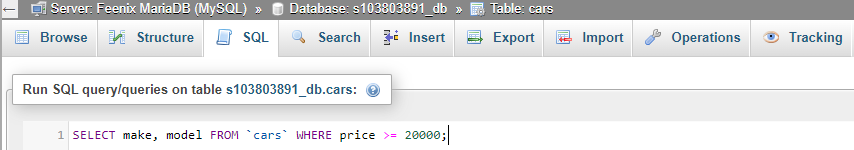 ← Server: Feenix MariaDB (MySQL) » Database: s103803891_db » Table: cars
Browse Structure SQL Search Insert Export Import Operations Tracking
Run SQL query/queries on table s103803891_db.cars:
1 SELECT make, model FROM `cars` WHERE price >= 20000;